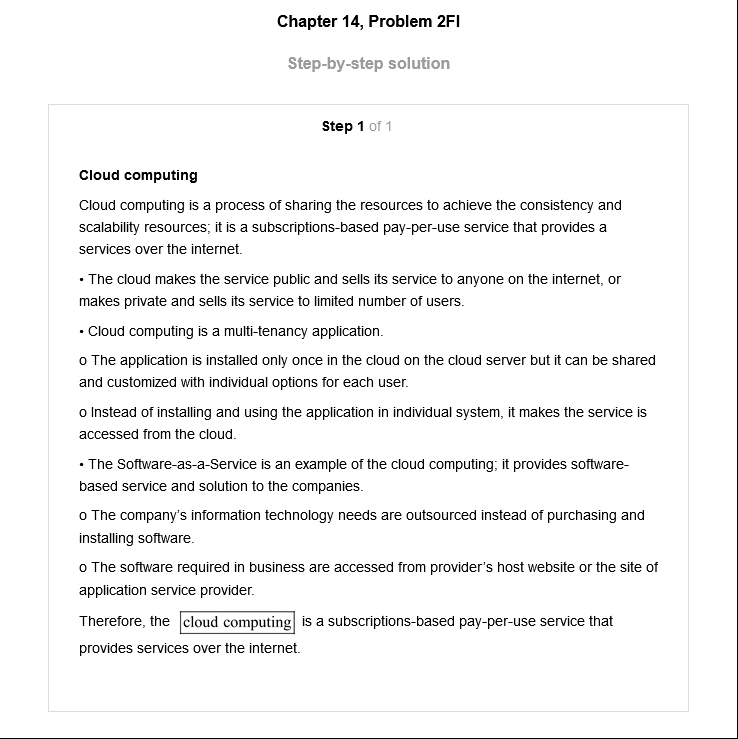 Chapter 14, Problem 2FI
Step-by-step solution
Step 1 of 1
Cloud computing
Cloud computing is a process of sharing the resources to achieve the consistency and
scalability resources; it is a subscriptions-based pay-per-use service that provides a
services over the internet.
• The cloud makes the service public and sells its service to anyone on the internet, or
makes private and sells its service to limited number of users.
• Cloud computing is a multi-tenancy application.
o The application is installed only once in the cloud on the cloud server but it can be shared
and customized with individual options for each user.
o Instead of installing and using the application in individual system, it makes the service is
accessed from the cloud.
• The Software-as-a-Service is an example of the cloud computing; it provides software-
based service and solution to the companies.
o The company's information technology needs are outsourced instead of purchasing and
installing software.
o The software required in business are accessed from provider's host website or the site of
application service provider.
Therefore, the cloud computing is a subscriptions-based pay-per-use service that
provides services over the internet.